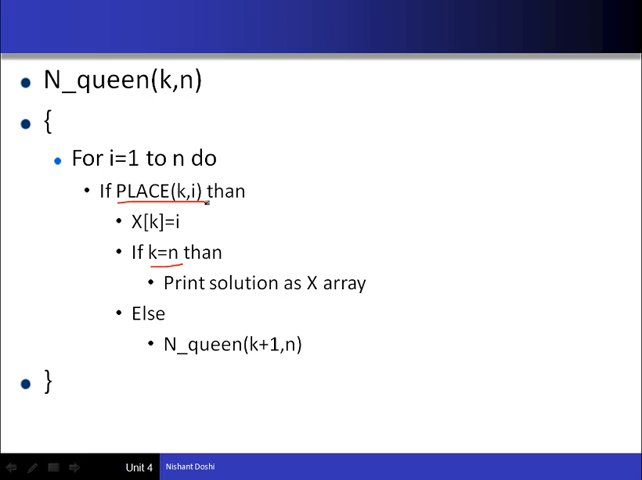 N_queen(k,n)
{
For i=1 to n do
If PLACE(k,i) than
X[k]=i
If k=n than
Print solution as X array
Else
N_queen(k+1,n)
}
Unit 4
Nishant Doshi